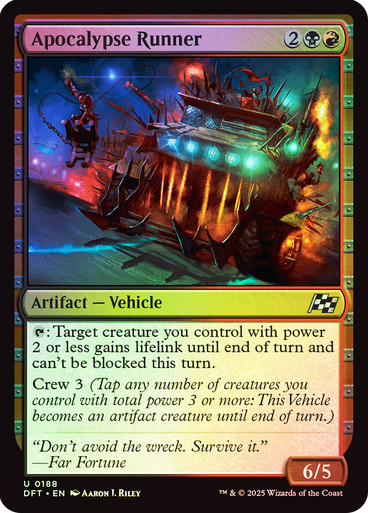 Apocalypse Runner 2
Artifact — Vehicle
: Target creature you control with power
2 or less gains lifelink until end of turn and
can't be blocked this turn.
Crew 3 (Tap any number of creatures you
control with total power 3 or more: This Vehicle
becomes an artifact creature until end of turn.)
“Don't avoid the wreck. Survive it.”
—Far Fortune
6/5
U 0188
DFT • EN Aaron J. Riley
™ & © 2025 Wizards of the Coast